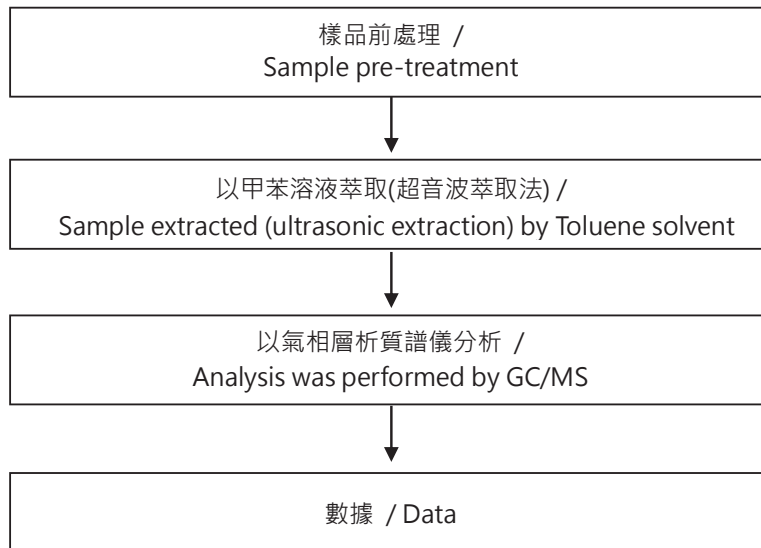 樣品前處理 /
Sample pre-treatment
以甲苯溶液萃取(超音波萃取法) /
Sample extracted (ultrasonic extraction) by Toluene solvent
以氣相層析質譜儀分析 /
Analysis was performed by GC/MS
數據 / Data